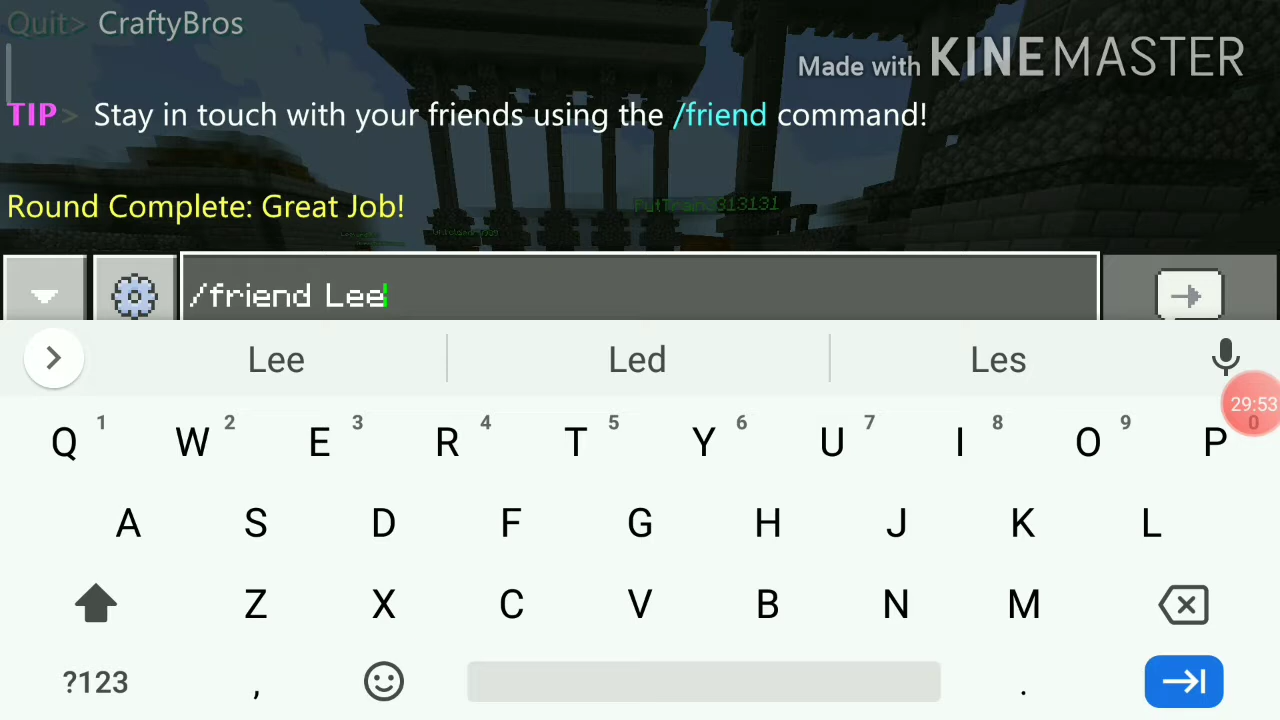 Quit> CraftyBros
Made with KINEMASTER
TIP> Stay in touch with your friends using the /friend command!
Round Complete: Great Job!
/friend Lee
Lee Led Les
29:53
Q 1 W 2 E 3 R 4 T 5 Y 6 U 7 I 8 O 9 P 0
A S D F G H J K L
Z X C V B N M
?123 , .